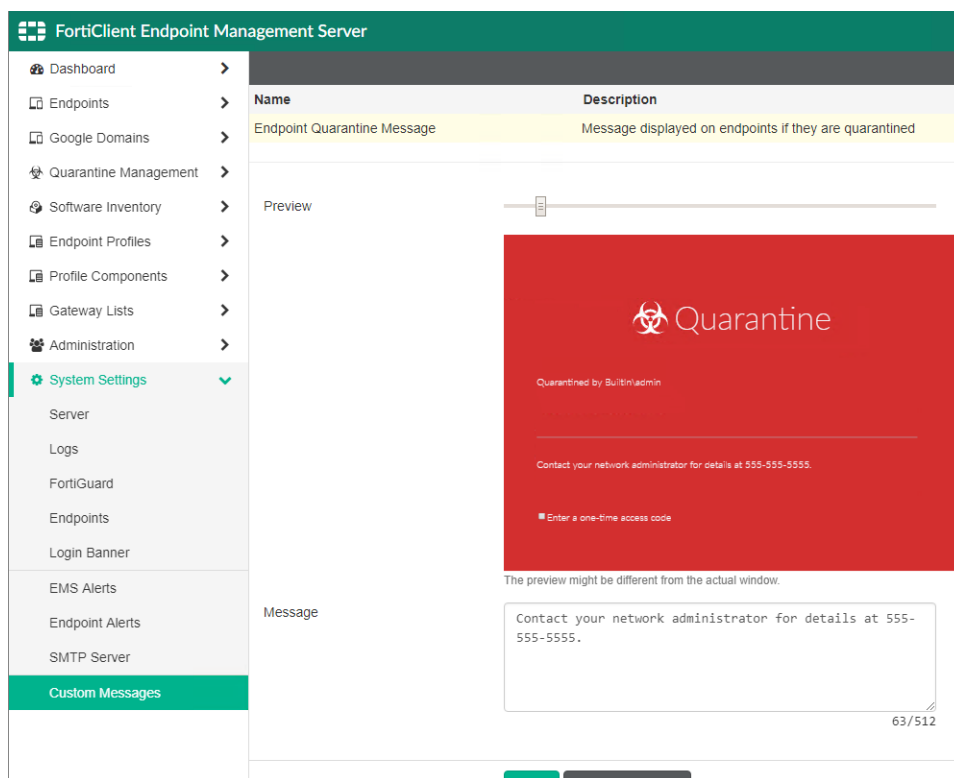 FortiClient Endpoint Management Server
Dashboard
Endpoints
Google Domains
Quarantine Management
Software Inventory
Endpoint Profiles
Profile Components
Gateway Lists
Administration
System Settings
Server
Logs
FortiGuard
Endpoints
Login Banner
EMS Alerts
Endpoint Alerts
SMTP Server
Custom Messages
Name Description
Endpoint Quarantine Message Message displayed on endpoints if they are quarantined
Preview
Quarantine
Quarantined by Builtin\admin
Contact your network administrator for details at 555-555-5555.
Enter a one-time access code
The preview might be different from the actual window.
Message
Contact your network administrator for details at 555-
555-5555.
63/512